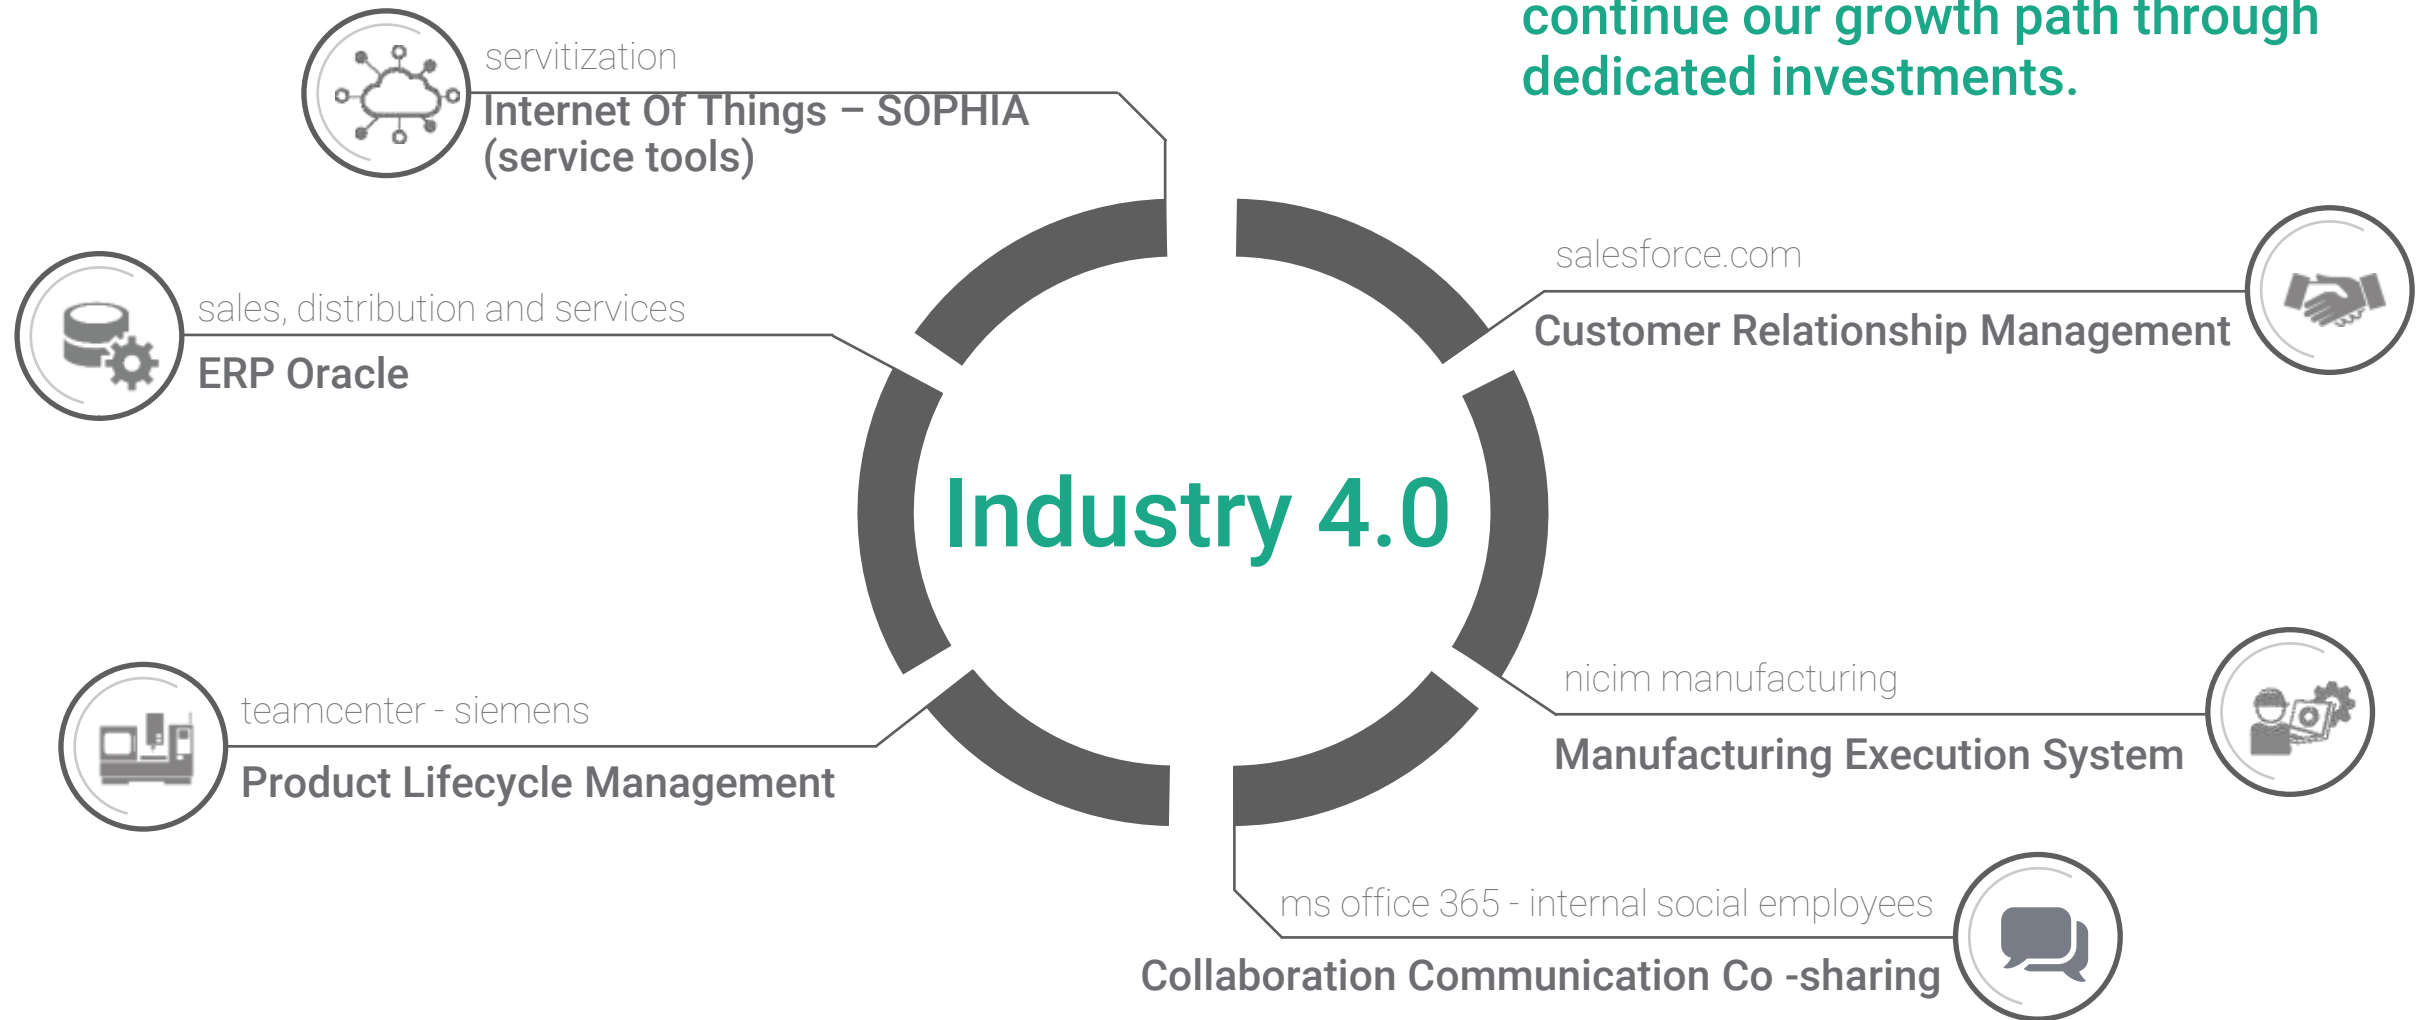 continue our growth path through
dedicated investments.
servitization
Internet Of Things – SOPHIA
(service tools)
salesforce.com
Customer Relationship Management
sales, distribution and services
ERP Oracle
Industry 4.0
nicim manufacturing
Manufacturing Execution System
teamcenter - siemens
Product Lifecycle Management
ms office 365 - internal social employees
Collaboration Communication Co -sharing